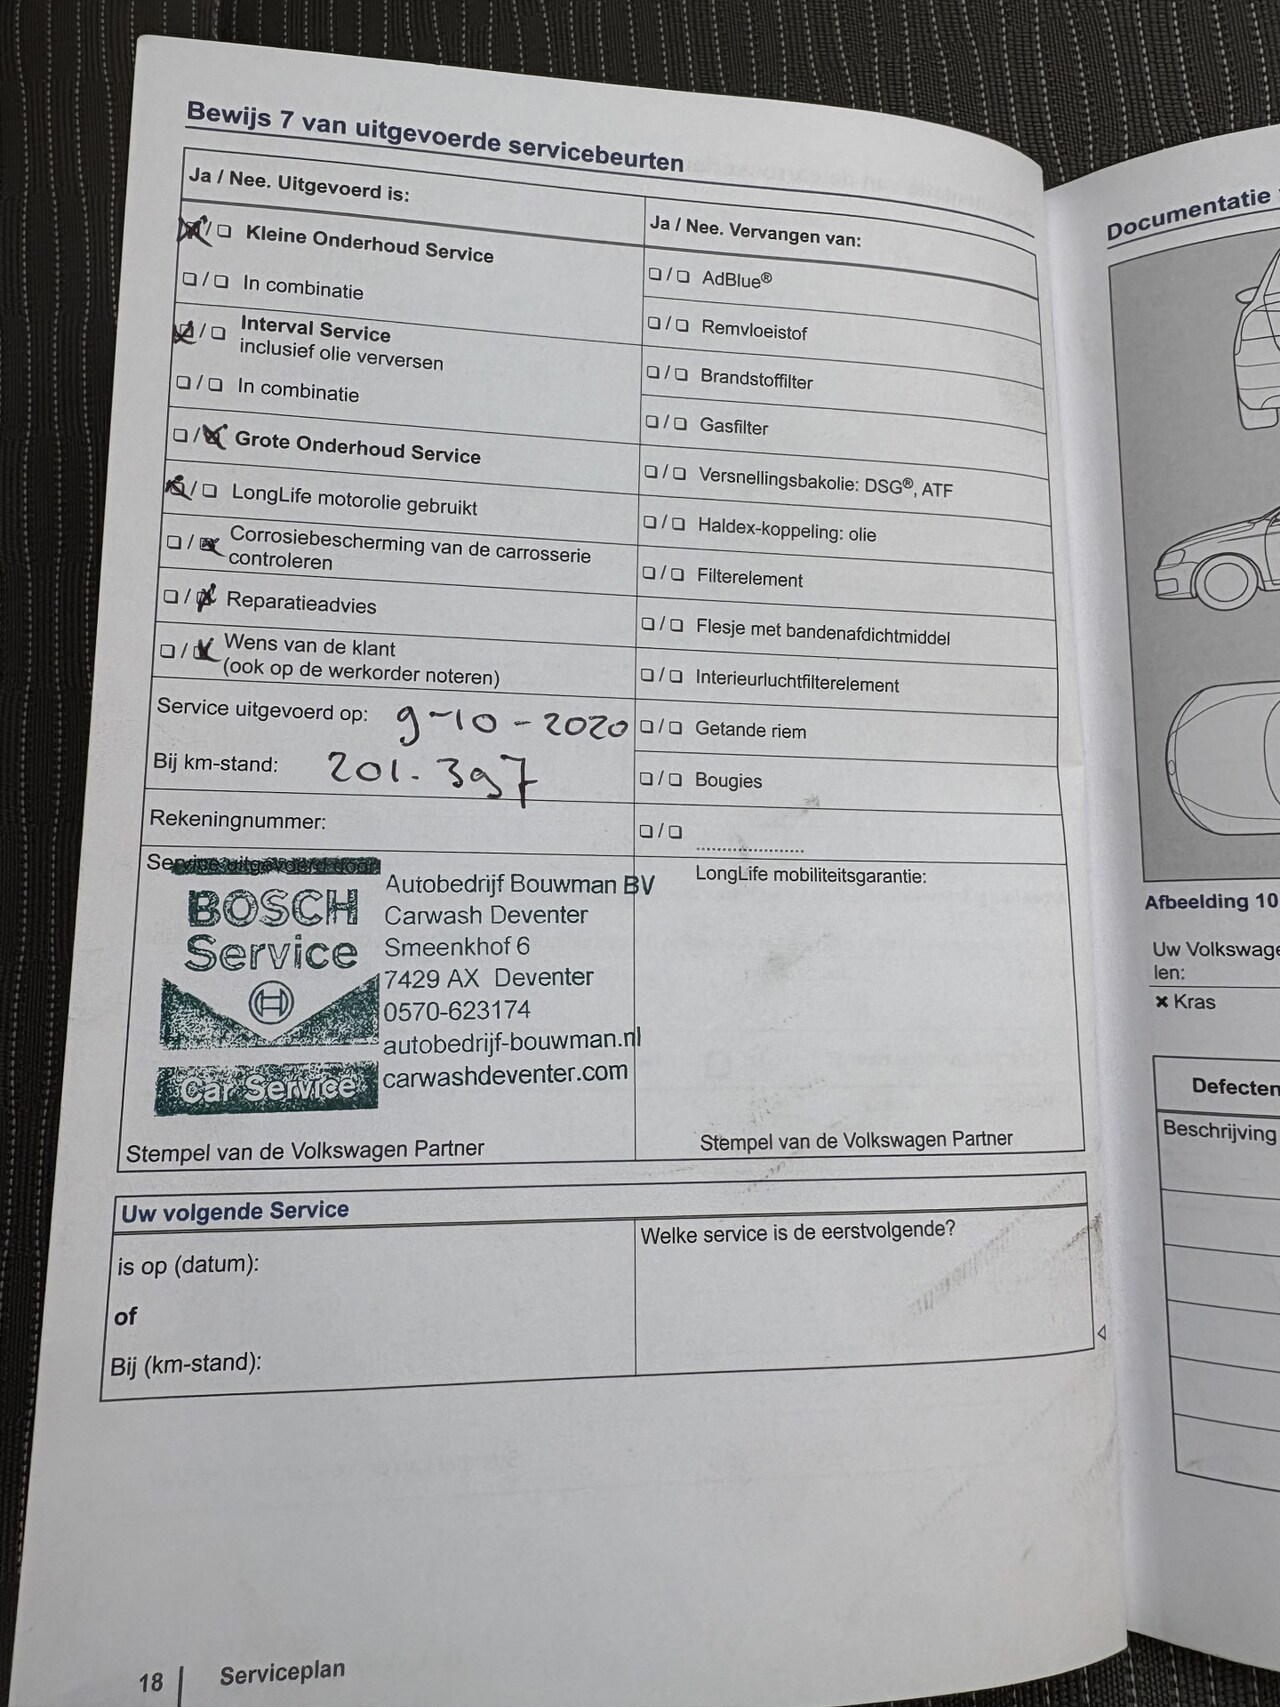 Bewijs 7 van uitgevoerde servicebeurten
Ja / Nee. Uitgevoerd is:
Kleine Onderhoud Service
In combinatie
Interval Service
inclusief olie verversen
In combinatie
Grote Onderhoud Service
LongLife motorolie gebruikt
Corrosiebescherming van de carrosserie
controleren
Reparatieadvies
Wens van de klant
(ook op de werkorder noteren)
Service uitgevoerd op: 9-10-2020
Bij km-stand: 201.397
Rekeningnummer:
Service uitgevoerd door:
BOSCH
Service
Car Service
Autobedrijf Bouwman BV
Carwash Deventer
Smeenkhof 6
7429 AX Deventer
0570-623174
autobedrijf-bouwman.nl
carwashdeventer.com
Stempel van de Volkswagen Partner
Ja / Nee. Vervangen van:
AdBlue®
Remvloeistof
Brandstoffilter
Gasfilter
Versnellingsbakolie: DSG®, ATF
Haldex-koppeling: olie
Filterelement
Flesje met bandenafdichtmiddel
Interieurluchtfilterelement
Getande riem
Bougies
....................
LongLife mobiliteitsgarantie:
Stempel van de Volkswagen Partner
Uw volgende Service
is op (datum):
of
Bij (km-stand):
Welke service is de eerstvolgende?
18 Serviceplan
Documentatie
Afbeelding 10
Uw Volkswage
len:
× Kras
Defecten
Beschrijving